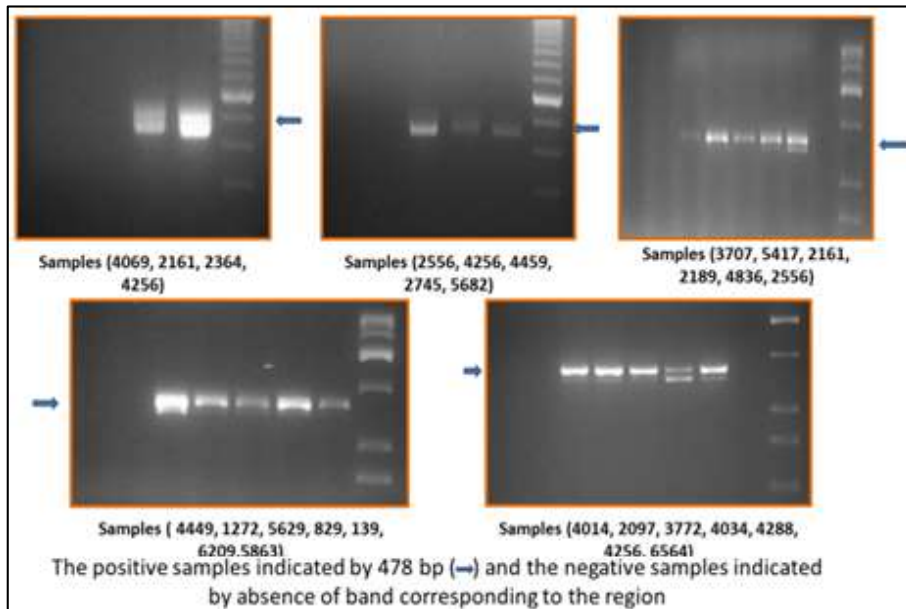 Samples (4069, 2161, 2364,
4256)
Samples (2556, 4256, 4459,
2745, 5682)
Samples (3707, 5417, 2161,
2189, 4836, 2556)
Samples ( 4449, 1272, 5629, 829, 139,
6209,5863)
Samples (4014, 2097, 3772, 4034, 4288,
4256, 6564)
The positive samples indicated by 478 bp (→) and the negative samples indicated
by absence of band corresponding to the region